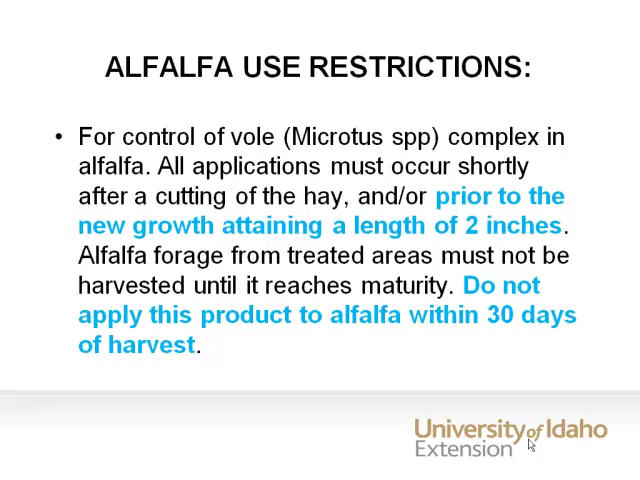 ALFALFA USE RESTRICTIONS:
• For control of vole (Microtus spp) complex in
alfalfa. All applications must occur shortly
after a cutting of the hay, and/or prior to the
new growth attaining a length of 2 inches.
Alfalfa forage from treated areas must not be
harvested until it reaches maturity. Do not
apply this product to alfalfa within 30 days
of harvest.
University of Idaho
Extension